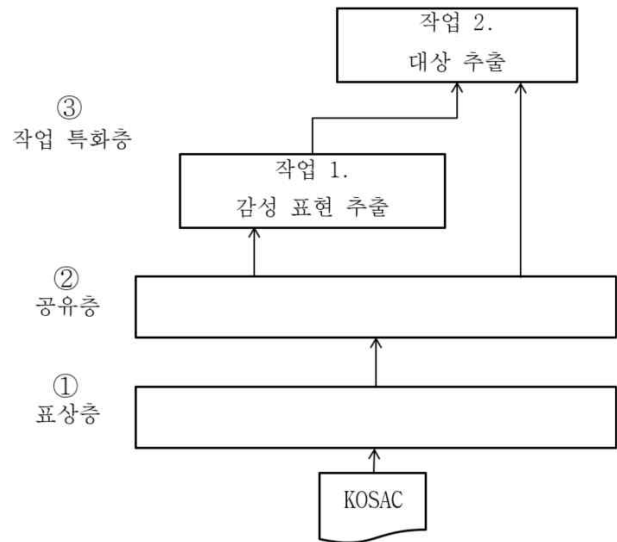 작업 2.
대상 추출
③
작업 특화층
작업 1.
감성 표현 추출
②
공유층
①
표상층
KOSAC